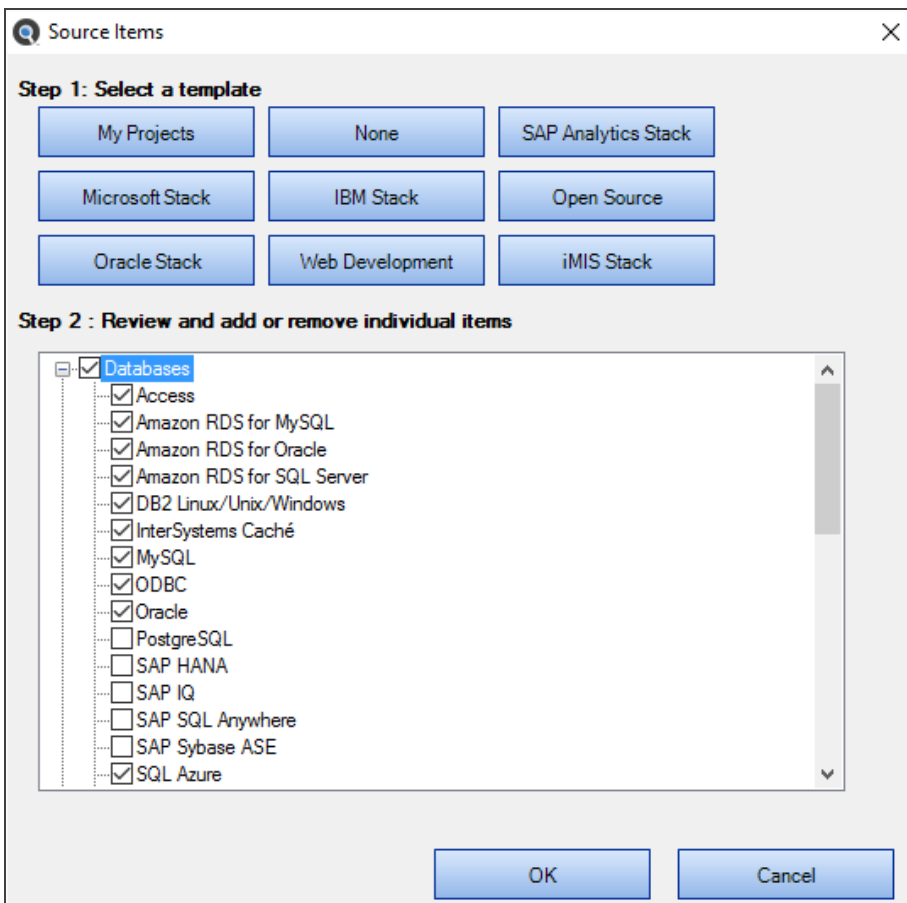 Source Items
Step 1: Select a template
My Projects
None
SAP Analytics Stack
Microsoft Stack
IBM Stack
Open Source
Oracle Stack
Web Development
iMIS Stack
Step 2 : Review and add or remove individual items
Databases
Access
Amazon RDS for MySQL
Amazon RDS for Oracle
Amazon RDS for SQL Server
DB2 Linux/Unix/Windows
InterSystems Caché
MySQL
ODBC
Oracle
PostgreSQL
SAP HANA
SAP IQ
SAP SQL Anywhere
SAP Sybase ASE
SQL Azure
OK
Cancel